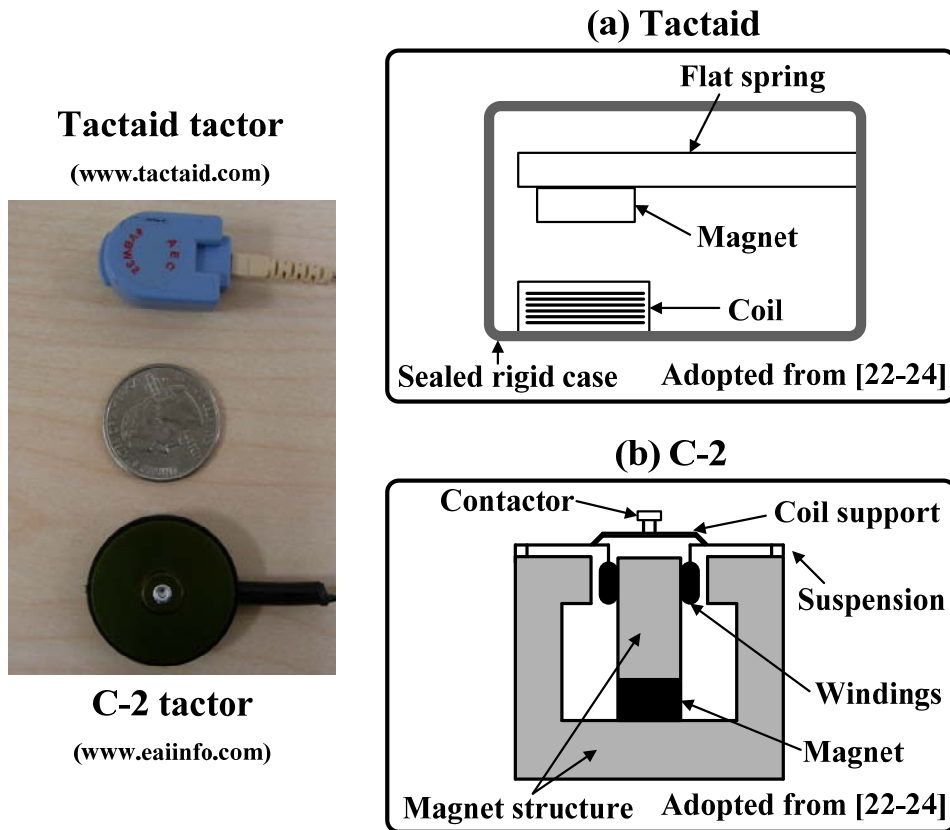 Tactaid tactor
(www.tactaid.com)
AEC
C-2 tactor
(www.eaiinfo.com)
(a) Tactaid
Flat spring
Magnet
Coil
Sealed rigid case
Adopted from [22-24]
(b) C-2
Contactor
Coil support
Suspension
Windings
Magnet
Magnet structure
Adopted from [22-24]